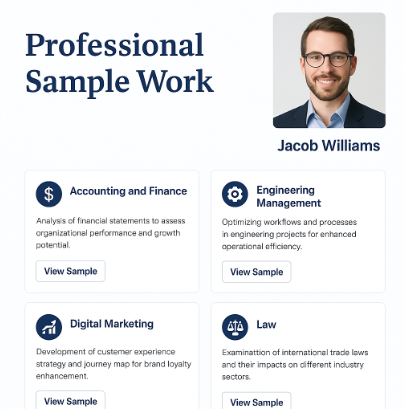 Professional
Sample Work
Jacob Williams
Accounting and Finance
Analysis of financial statements to assess
organizational performance and growth
potential.
View Sample
Engineering
Management
Optimizing workflows and processes
in engineering projects for enhanced
operational efficiency.
View Sample
Digital Marketing
Development of customer experience
strategy and journey map for brand loyalty
enhancement.
View Sample
Law
Examinattion of international trade laws
and their impacts on different industry
sectors.
View Sample